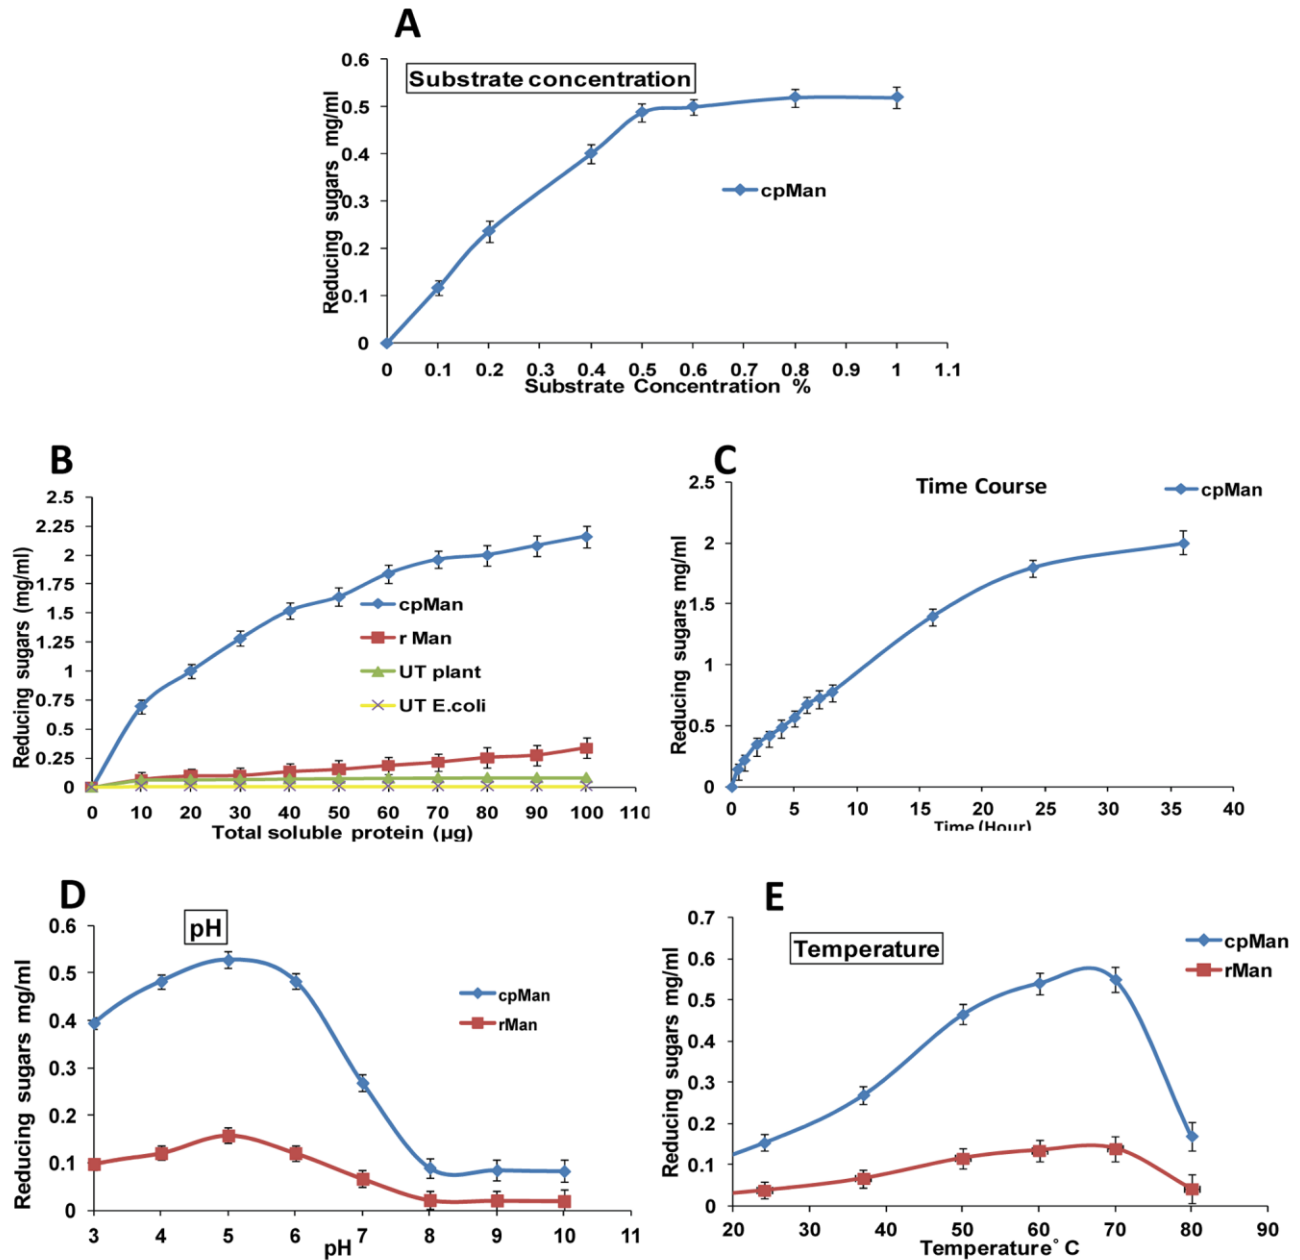 A
Substrate concentration
Reducing sugars mg/ml
0.6
0.5
0.4
0.3
0.2
0.1
0
0 0.1 0.2 0.3 0.4 0.5 0.6 0.7 0.8 0.9 1 1.1
Substrate Concentration %
cpMan
B
Reducing sugars (mg/ml)
2.5
2.25
2
1.75
1.5
1.25
1
0.75
0.5
0.25
0
0 10 20 30 40 50 60 70 80 90 100 110
Total soluble protein (µg)
cpMan
r Man
UT plant
UT E.coli
C
Time Course
cpMan
Reducing sugars mg/ml
2.5
2
1.5
1
0.5
0
0 5 10 15 20 25 30 35 40
Time (Hour)
D
pH
Reducing sugars mg/ml
0.6
0.5
0.4
0.3
0.2
0.1
0
3 4 5 6 7 8 9 10 11
pH
cpMan
rMan
E
Temperature
cpMan
rMan
Reducing sugars mg/ml
0.7
0.6
0.5
0.4
0.3
0.2
0.1
0
20 30 40 50 60 70 80 90
Temperature° C